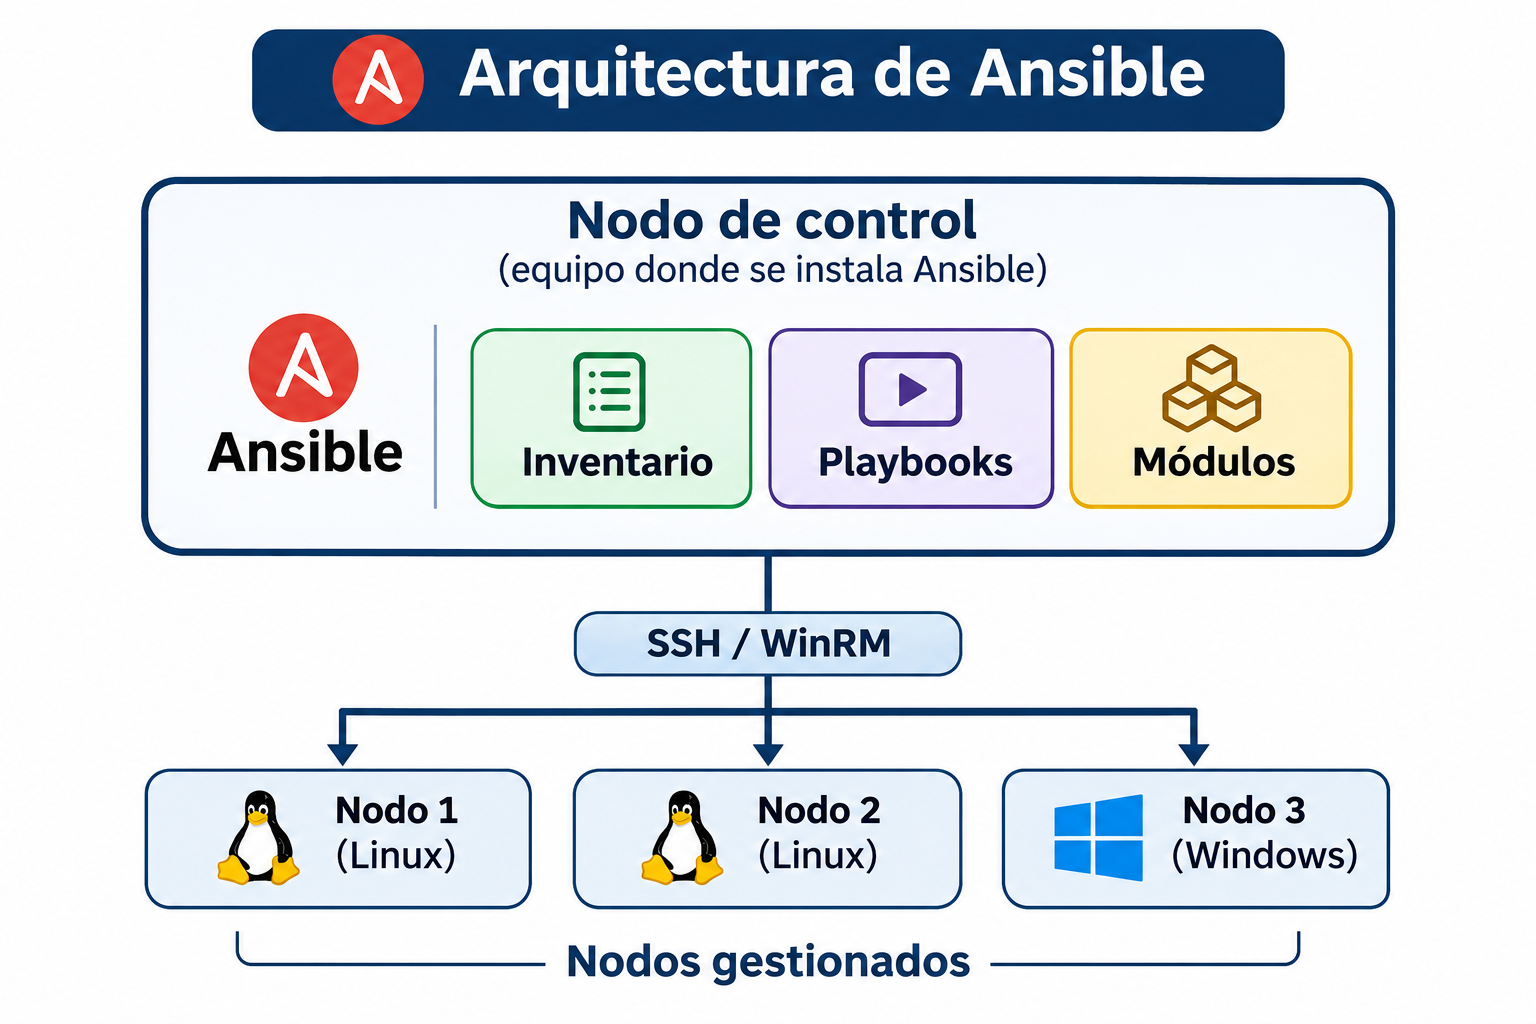 Arquitectura de Ansible
Nodo de control
(equipo donde se instala Ansible)
Ansible
Inventario
Playbooks
Módulos
SSH / WinRM
Nodo 1
(Linux)
Nodo 2
(Linux)
Nodo 3
(Windows)
Nodos gestionados